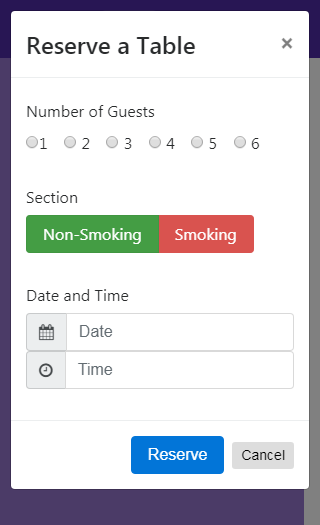 Reserve a Table ×
Number of Guests
1 2 3 4 5 6
Section
Non-Smoking Smoking
Date and Time
Date
Time
Reserve Cancel